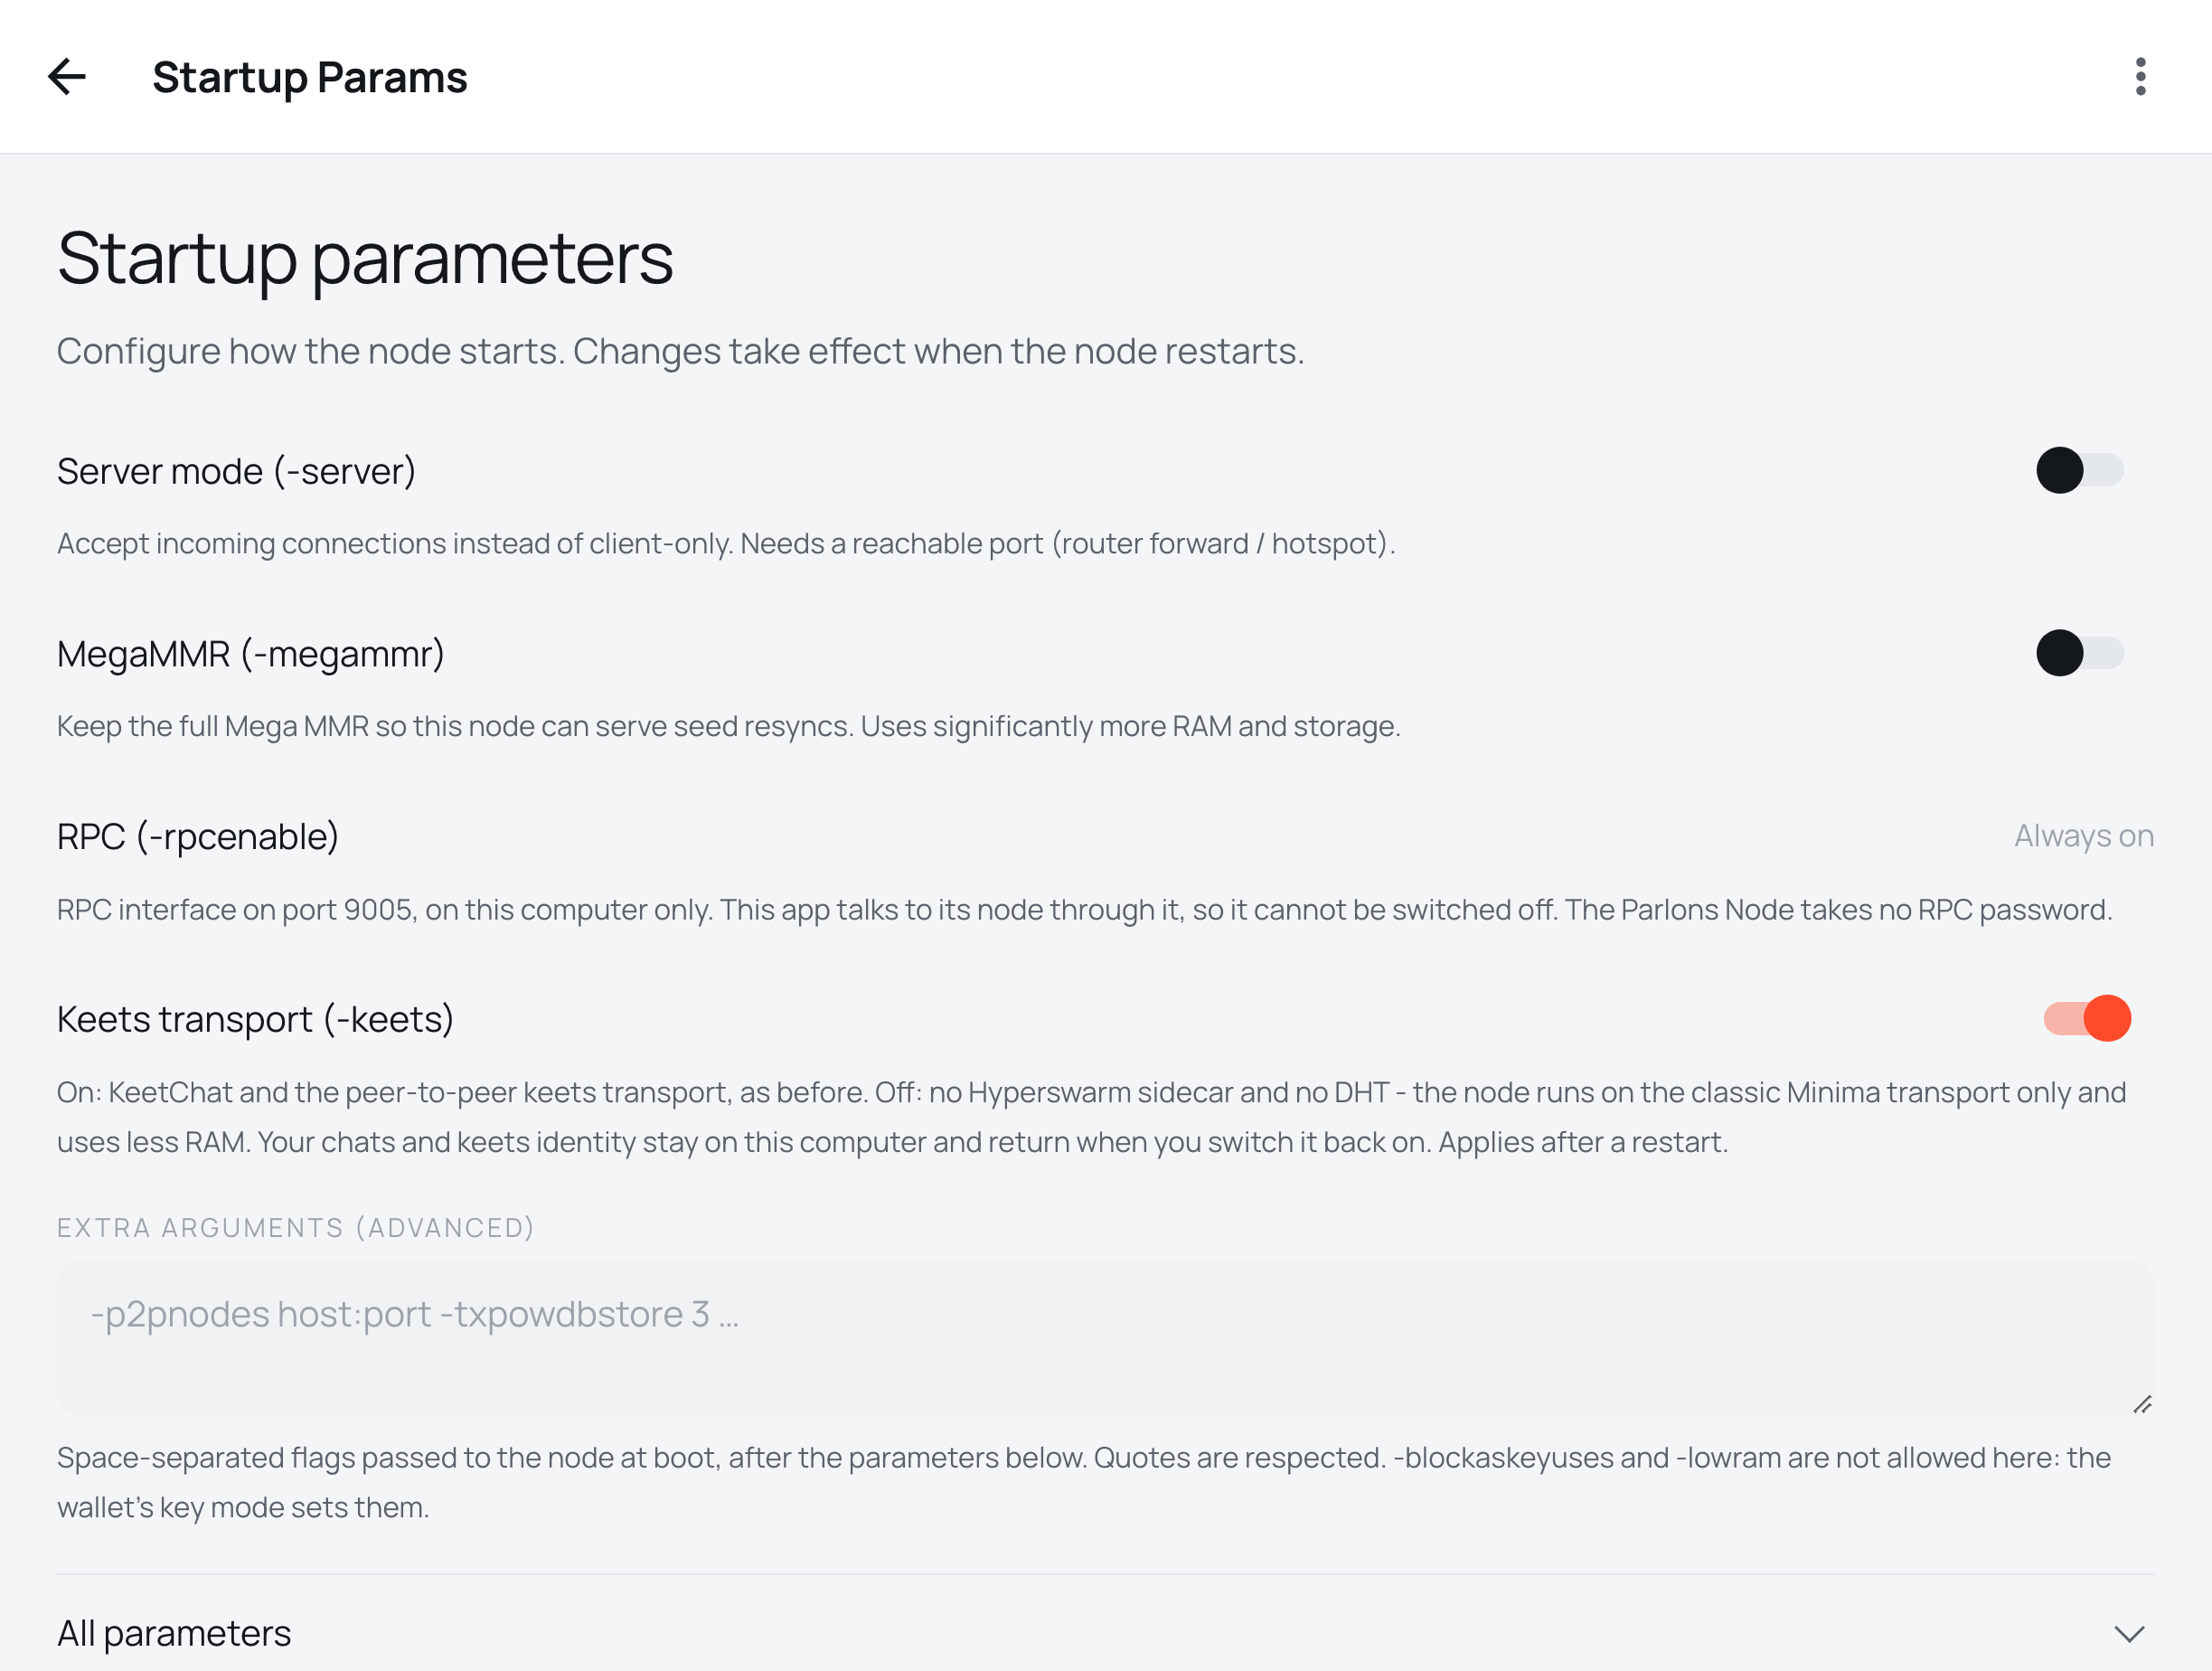 Startup Params
Startup parameters
Configure how the node starts. Changes take effect when the node restarts.
Server mode (-server)
Accept incoming connections instead of client-only. Needs a reachable port (router forward / hotspot).
MegaMMR (-megammr)
Keep the full Mega MMR so this node can serve seed resyncs. Uses significantly more RAM and storage.
RPC (-rpcenable)
Always on
RPC interface on port 9005, on this computer only. This app talks to its node through it, so it cannot be switched off. The Parlons Node takes no RPC password.
Keets transport (-keets)
On: KeetChat and the peer-to-peer keets transport, as before. Off: no Hyperswarm sidecar and no DHT - the node runs on the classic Minima transport only and
uses less RAM. Your chats and keets identity stay on this computer and return when you switch it back on. Applies after a restart.
EXTRA ARGUMENTS (ADVANCED)
-p2pnodes host:port -txpowdbstore 3 ...
Space-separated flags passed to the node at boot, after the parameters below. Quotes are respected. -blockaskeyuses and -lowram are not allowed here: the
wallet's key mode sets them.
All parameters